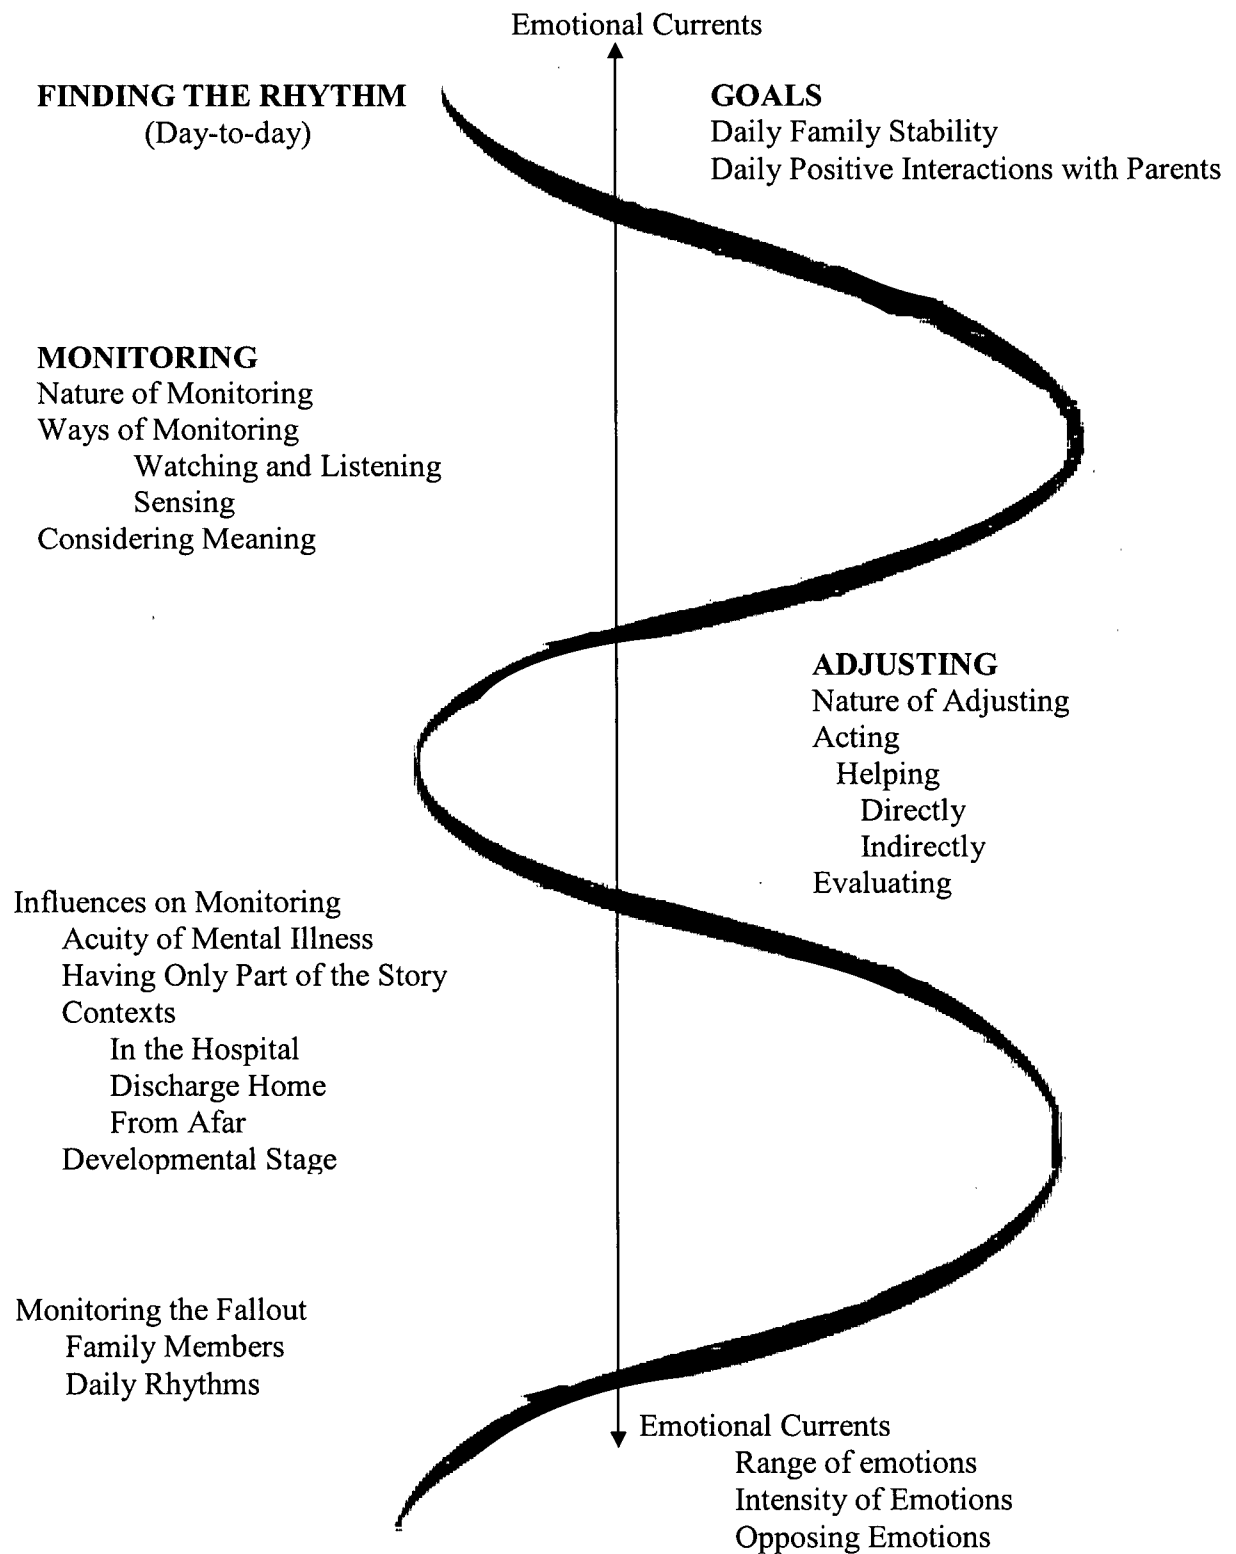 Emotional Currents
FINDING THE RHYTHM
(Day-to-day)
GOALS
Daily Family Stability
Daily Positive Interactions with Parents
MONITORING
Nature of Monitoring
Ways of Monitoring
Watching and Listening
Sensing
Considering Meaning
ADJUSTING
Nature of Adjusting
Acting
Helping
Directly
Indirectly
Evaluating
Influences on Monitoring
Acuity of Mental Illness
Having Only Part of the Story
Contexts
In the Hospital
Discharge Home
From Afar
Developmental Stage
Monitoring the Fallout
Family Members
Daily Rhythms
Emotional Currents
Range of emotions
Intensity of Emotions
Opposing Emotions